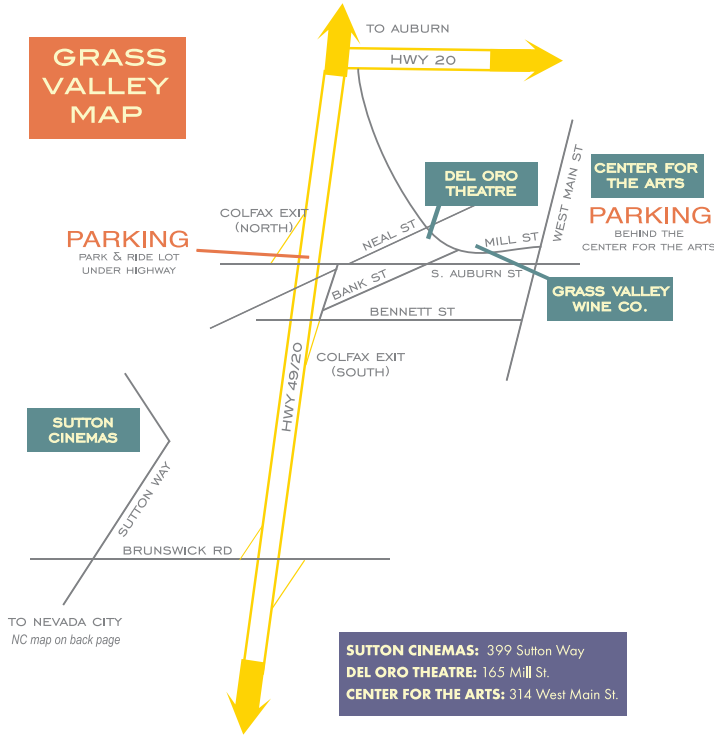 GRASS
VALLEY
MAP
TO AUBURN
HWY 20
DEL ORO
THEATRE
WEST MAIN ST
CENTER FOR
THE ARTS
PARKING
BEHIND THE
CENTER FOR THE ARTS
COLFAX EXIT
(NORTH)
PARKING
PARK & RIDE LOT
UNDER HIGHWAY
NEAL ST
MILL ST
S. AUBURN ST
BANK ST
GRASS VALLEY
WINE CO.
BENNETT ST
COLFAX EXIT
(SOUTH)
HWY 49/20
SUTTON
CINEMAS
SUTTON WAY
BRUNSWICK RD
TO NEVADA CITY
NC map on back page
SUTTON CINEMAS: 399 Sutton Way
DEL ORO THEATRE: 165 Mill St.
CENTER FOR THE ARTS: 314 West Main St.